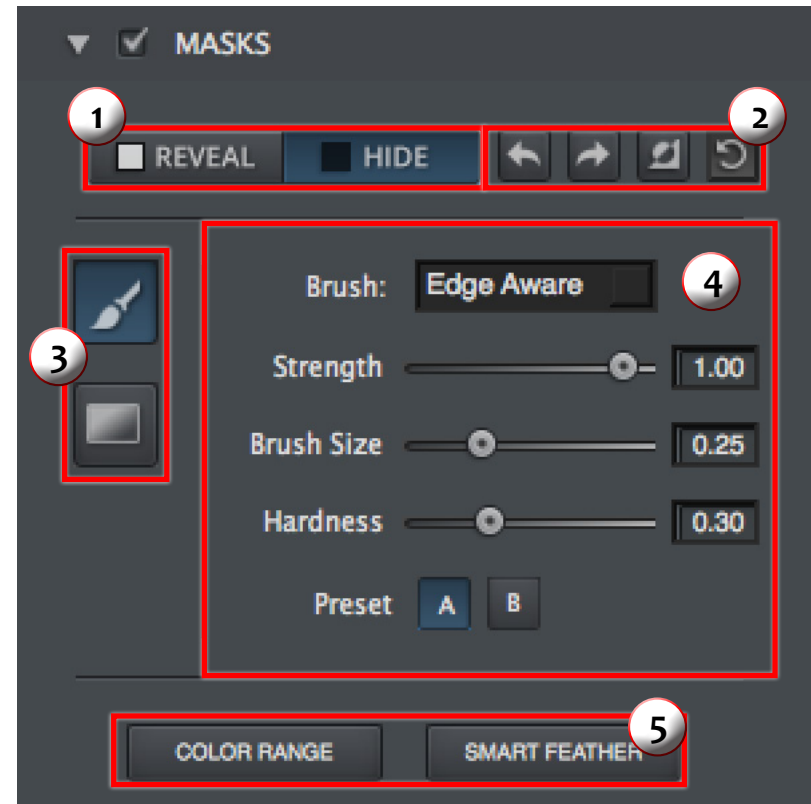 MASKS
1
2
REVEAL HIDE
3
4
Brush: Edge Aware
Strength 1.00
Brush Size 0.25
Hardness 0.30
Preset A B
5
COLOR RANGE SMART FEATHER